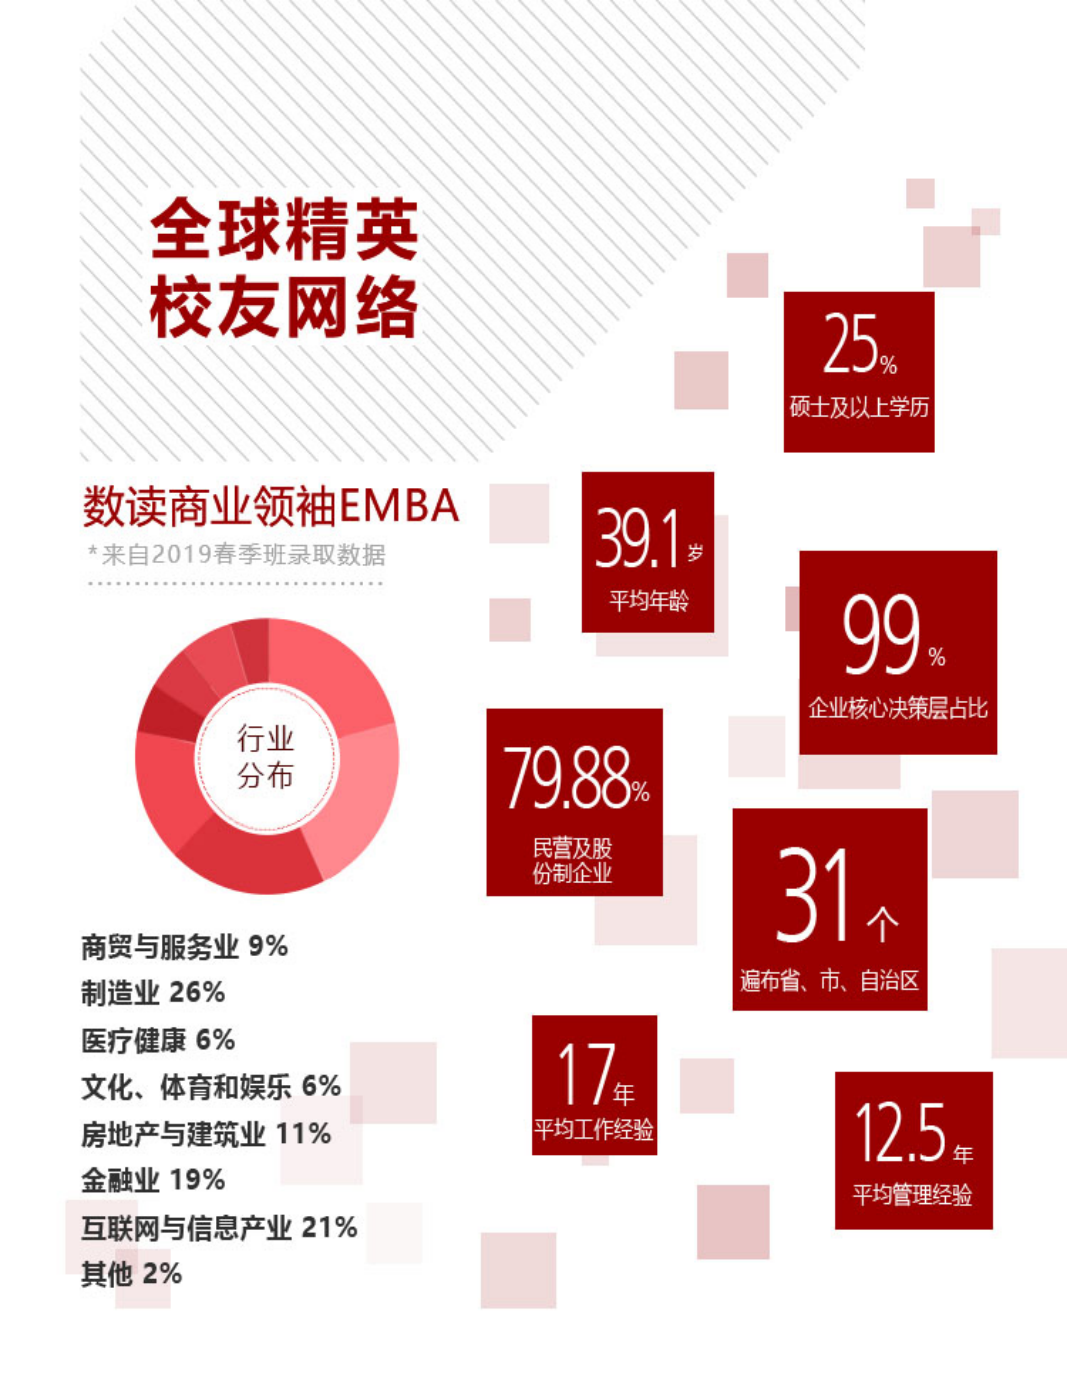 全球精英
校友网络
数读商业领袖EMBA
*来自2019春季班录取数据
行业
分布
商贸与服务业 9%
制造业 26%
医疗健康 6%
文化、体育和娱乐 6%
房地产与建筑业 11%
金融业 19%
互联网与信息产业 21%
其他 2%
25%
硕士及以上学历
39.1岁
平均年龄
99%
企业核心决策层占比
79.88%
民营及股
份制企业
31个
遍布省、市、自治区
17年
平均工作经验
12.5年
平均管理经验